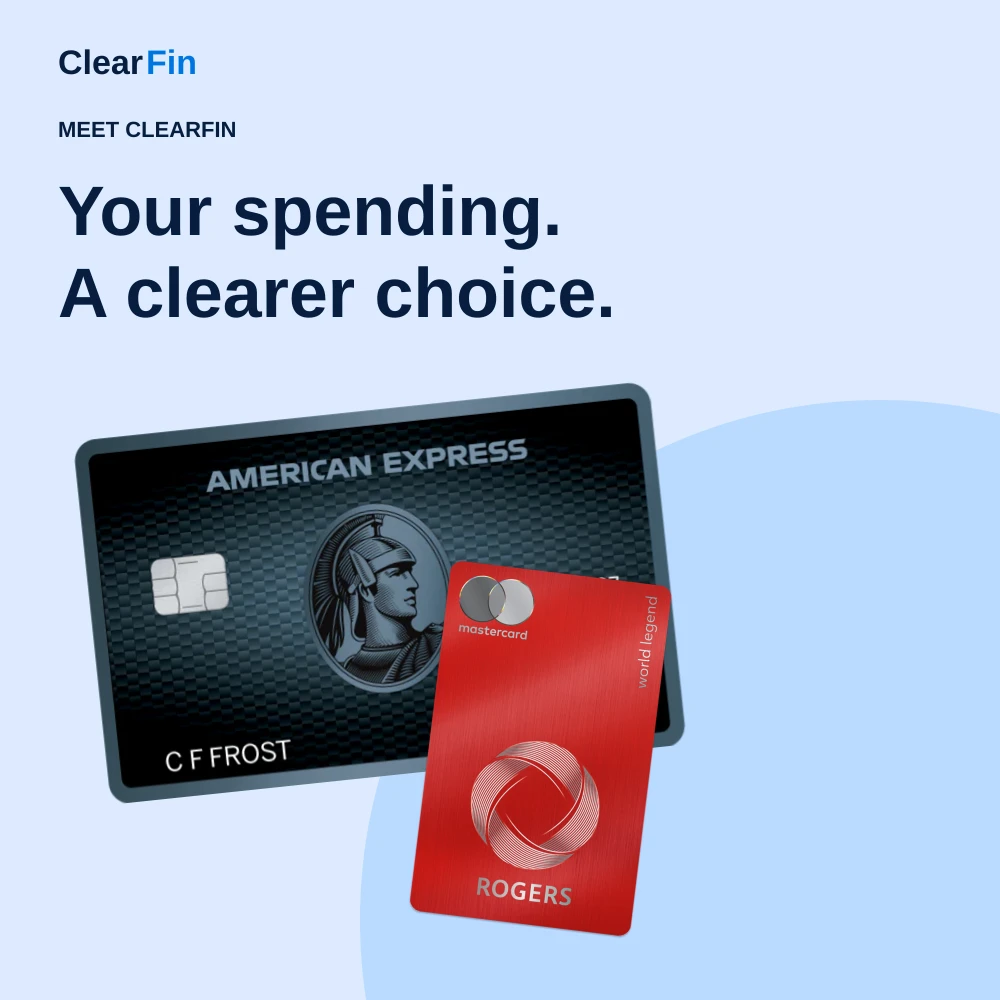 ClearFin
MEET CLEARFIN
Your spending.
A clearer choice.
AMERICAN EXPRESS
C F FROST
mastercard
world legend
ROGERS